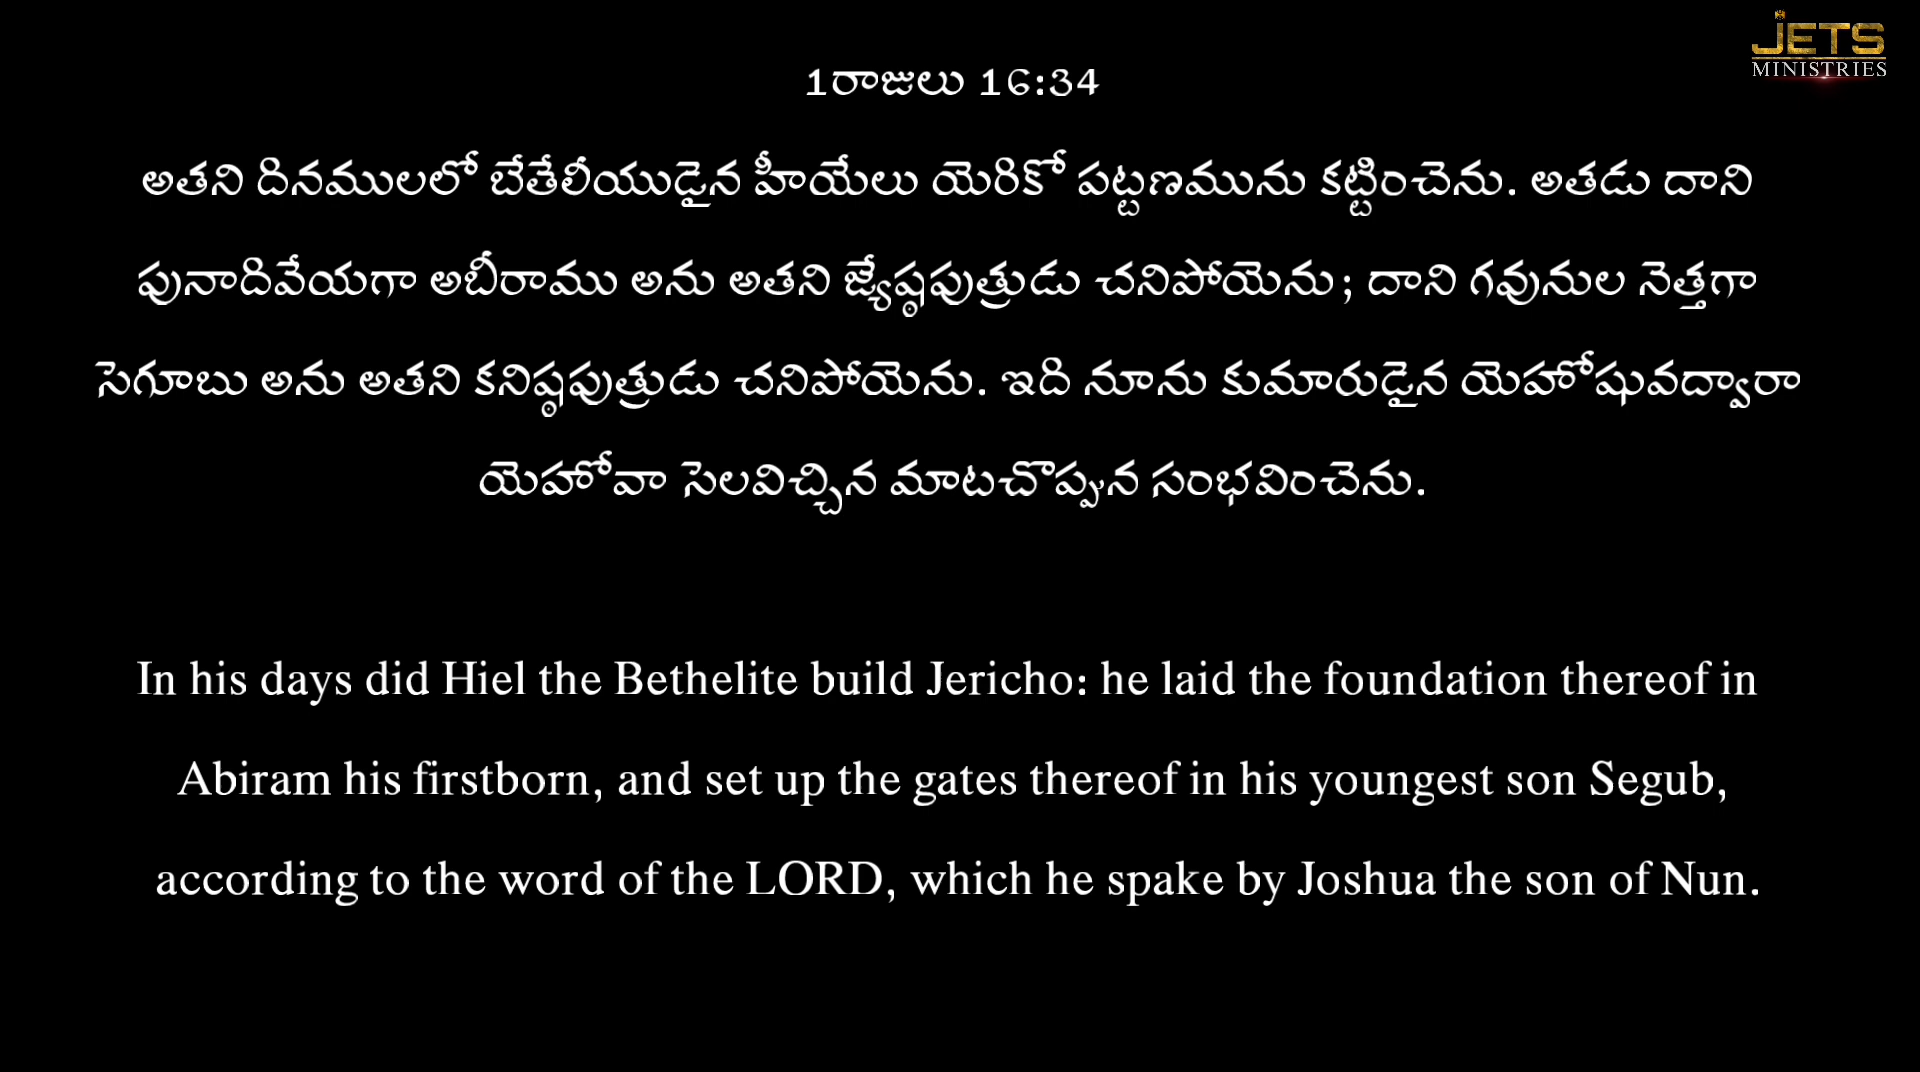 JETS
MINISTRIES
1రాజులు 16:34
అతని దినములలో బేతేలీయుడైన హీయేలు యెరికో పట్టణమును కట్టించెను. అతడు దాని
పునాదివేయగా అబీరాము అను అతని జ్యేష్ఠపుత్రుడు చనిపోయెను; దాని గవునుల నెత్తగా
సెగూబు అను అతని కనిష్ఠపుత్రుడు చనిపోయెను. ఇది నూను కుమారుడైన యెహోషువద్వారా
యెహోవా సెలవిచ్చిన మాటచొప్పున సంభవించెను.
In his days did Hiel the Bethelite build Jericho: he laid the foundation thereof in
Abiram his firstborn, and set up the gates thereof in his youngest son Segub,
according to the word of the LORD, which he spake by Joshua the son of Nun.